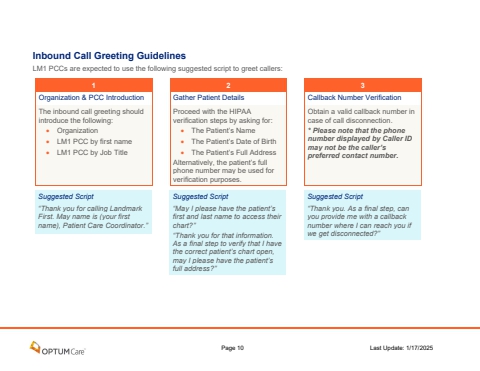 Inbound Call Greeting Guidelines
LM1 PCCs are expected to use the following suggested script to greet callers:
1
Organization & PCC Introduction
The inbound call greeting should
introduce the following:
• Organization
• LM1 PCC by first name
• LM1 PCC by Job Title
Suggested Script
"Thank you for calling Landmark
First. May name is (your first
name), Patient Care Coordinator."
2
Gather Patient Details
Proceed with the HIPAA
verification steps by asking for:
• The Patient's Name
• The Patient's Date of Birth
• The Patient's Full Address
Alternatively, the patient's full
phone number may be used for
verification purposes.
Suggested Script
"May I please have the patient's
first and last name to access their
chart?"
"Thank you for that information.
As a final step to verify that I have
the correct patient's chart open,
may I please have the patient's
full address?"
3
Callback Number Verification
Obtain a valid callback number in
case of call disconnection.
* Please note that the phone
number displayed by Caller ID
may not be the caller's
preferred contact number.
Suggested Script
"Thank you. As a final step, can
you provide me with a callback
number where I can reach you if
we get disconnected?"
OPTUMCare
Page 10
Last Update: 1/17/2025